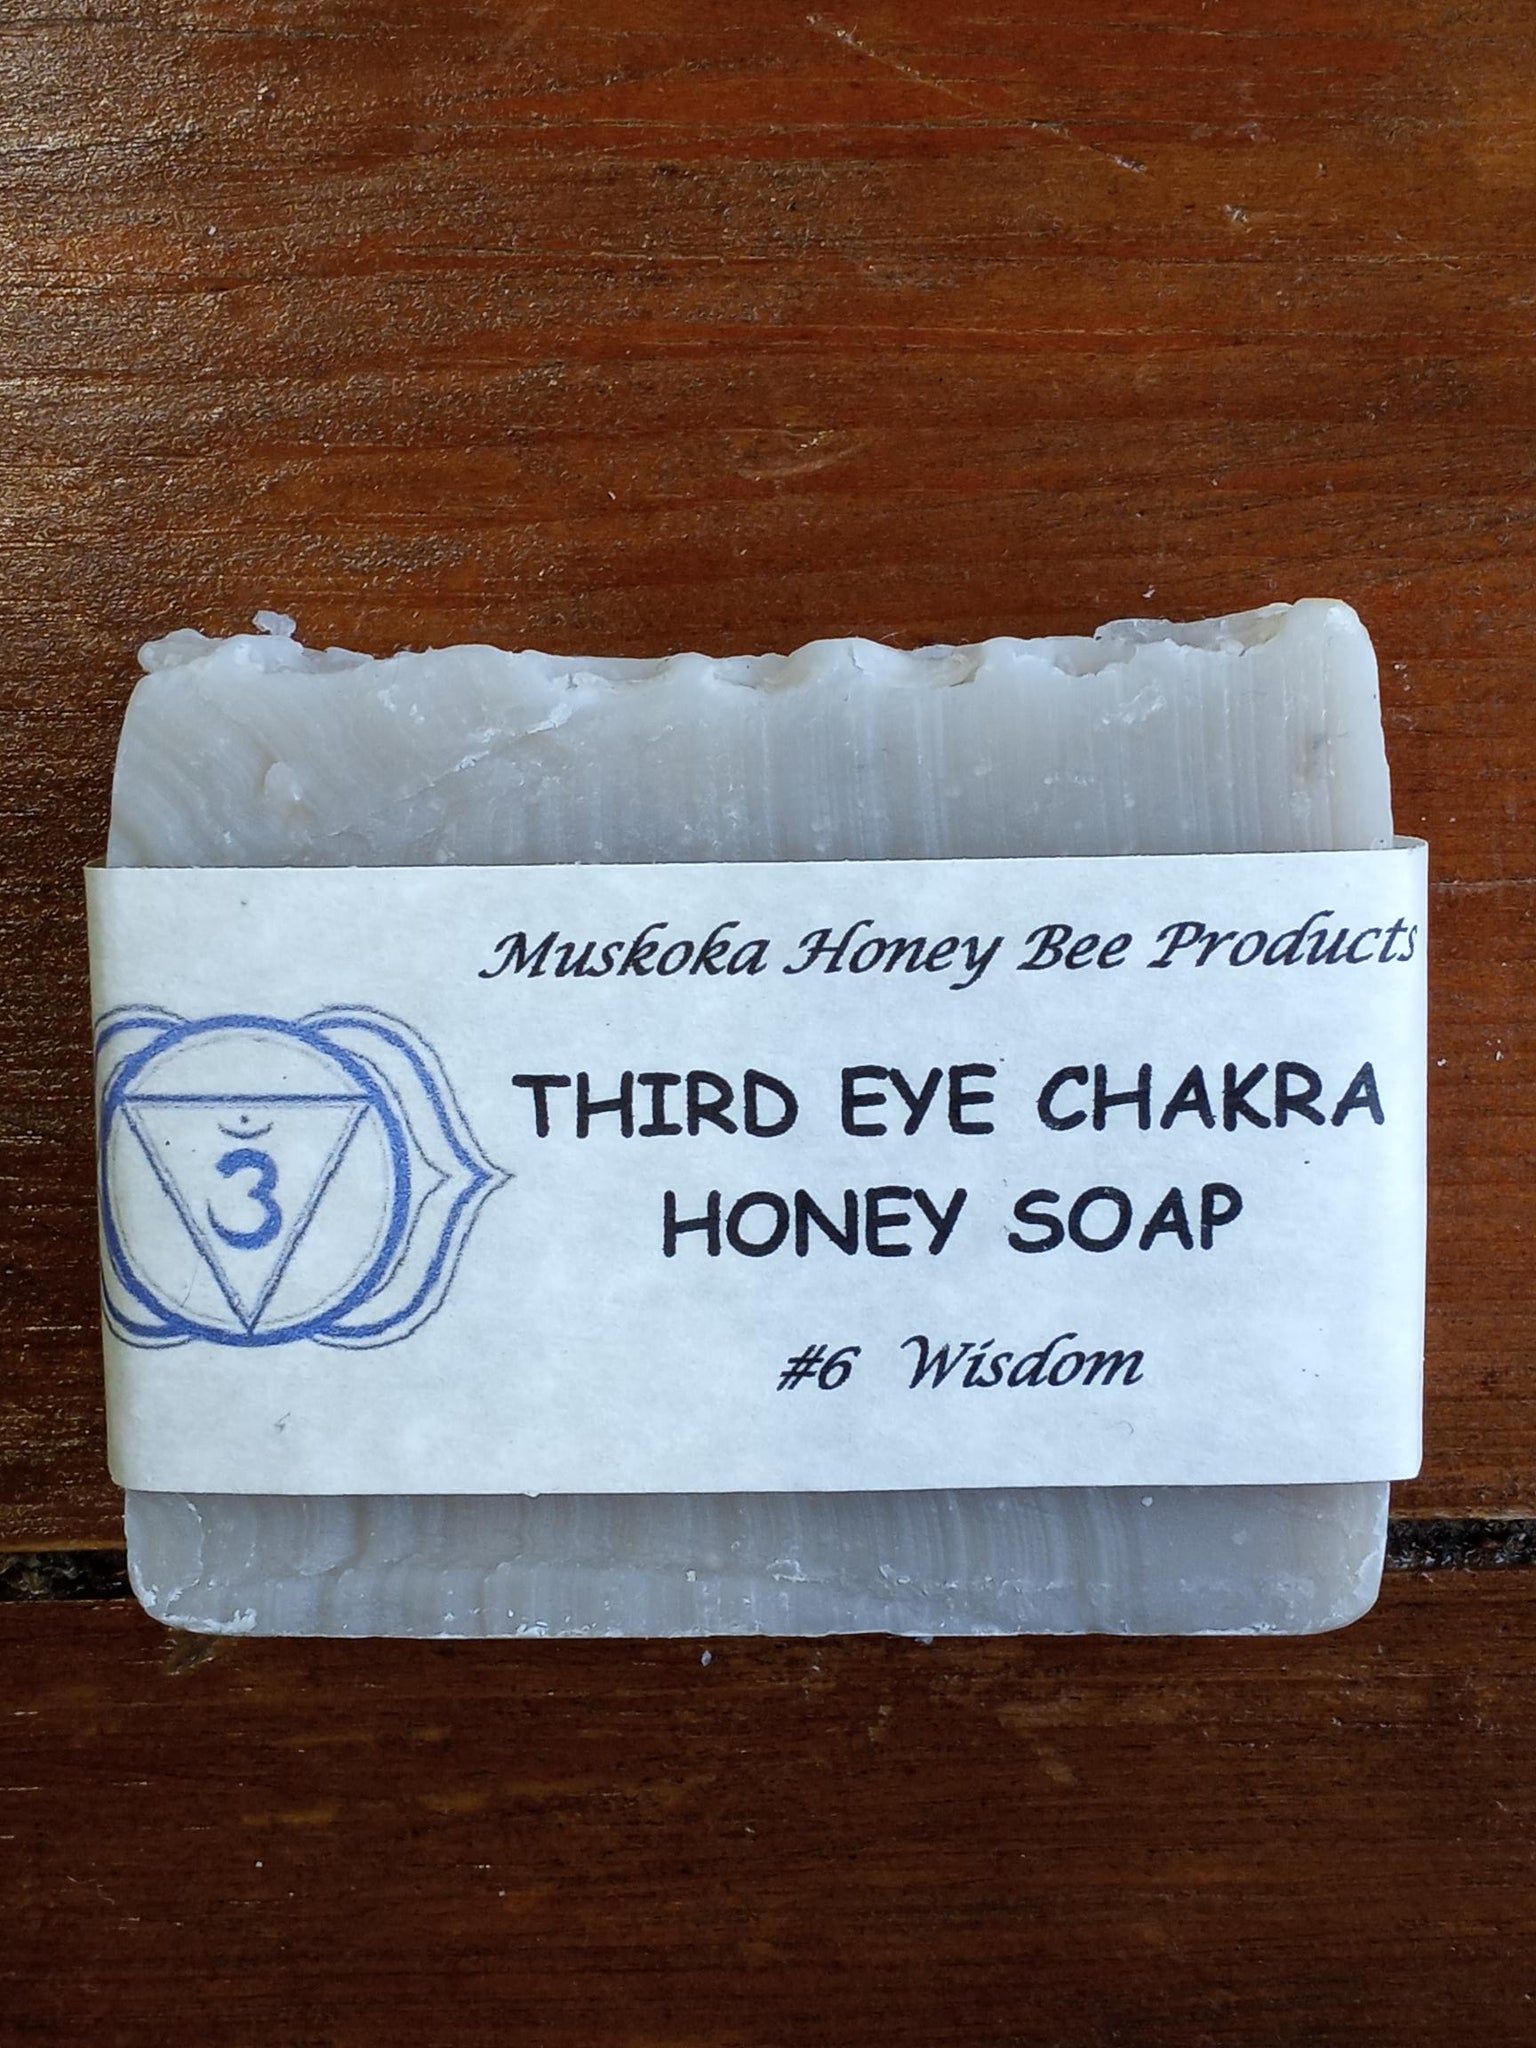 Muskoka Honey Bee Products
THIRD EYE CHAKRA
HONEY SOAP
#6 Wisdom